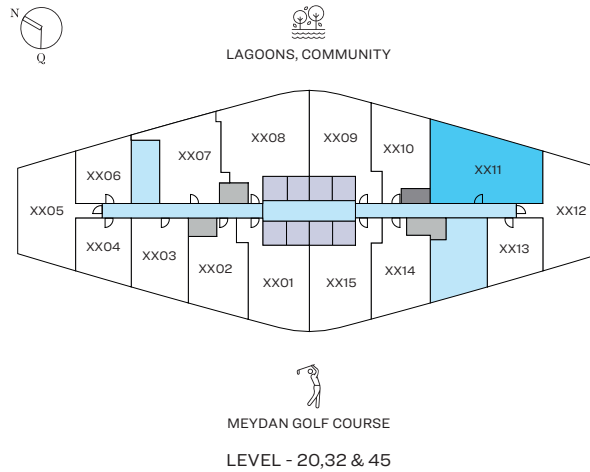 N
Q
LAGOONS, COMMUNITY
XX08 XX09
XX07 XX10
XX06 XX11
XX05 XX12
XX04 XX03 XX02 XX01 XX15 XX14 XX13
MEYDAN GOLF COURSE
LEVEL - 20,32 & 45